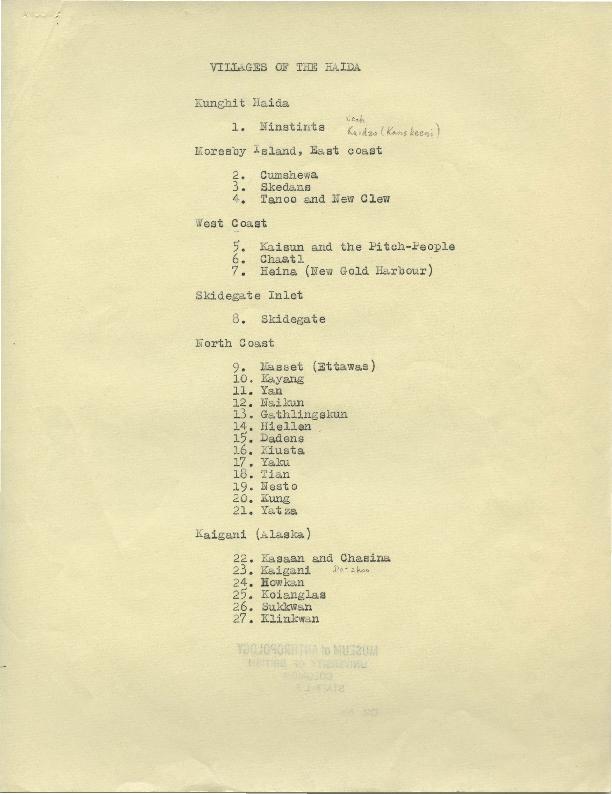 VILLAGES OF THE HAIDA
Kunghit Haida
1. Ninstints
Moresby Island, East coast
2. Cumshewa
3. Skedans
4. Tanoo and New Clew
West Coast
5. Kaisun and the Pitch-People
6. Chaatl
7. Heina (New Gold Harbour)
Skidegate Inlet
8. Skidegate
North Coast
9. Masset (Ettawas)
10. Kayang
11. Yan
12. Naikun
13. Gathlingskun
14. Hiellen
15. Dadens
16. Kiusta
17. Yaku
18. Tian
19. Nesto
20. Kung
21. Yatza
Kaigani (Alaska)
22. Kasaan and Chasina
23. Kaigani
24. Howkan
25. Koianglas
26. Sukkwan
27. Klinkwan
MUSEUM of ANTHROPOLOGY
UNIVERSITY OF BRITISH
COLUMBIA